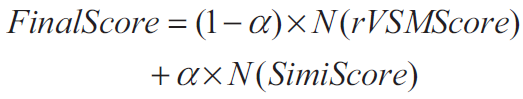 FinalScore = (1 − α) × N(rVSMScore)
+ α × N(SimiScore)